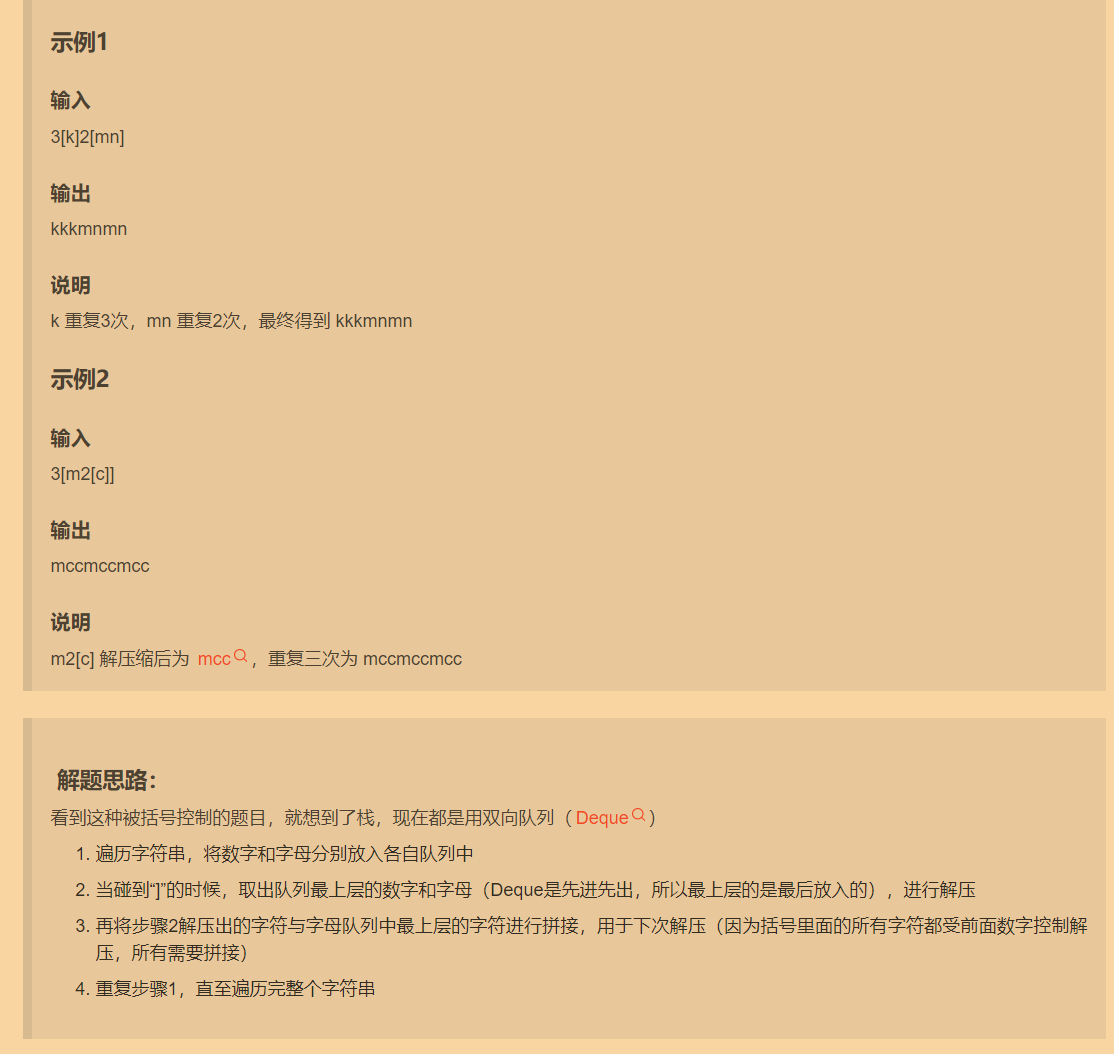 示例1
输入
3[k]2[mn]
输出
kkkmnmn
说明
k 重复3次，mn 重复2次，最终得到 kkkmnmn
示例2
输入
3[m2[c]]
输出
mccmccmcc
说明
m2[c] 解压缩后为 mcc，重复三次为 mccmccmcc
解题思路：
看到这种被括号控制的题目，就想到了栈，现在都是用双向队列（Deque）
1. 遍历字符串，将数字和字母分别放入各自队列中
2. 当碰到“]”的时候，取出队列最上层的数字和字母（Deque是先进先出，所以最上层的是最后放入的），进行解压
3. 再将步骤2解压出的字符与字母队列中最上层的字符进行拼接，用于下次解压（因为括号里面的所有字符都受前面数字控制解
压，所有需要拼接）
4. 重复步骤1，直至遍历完整个字符串